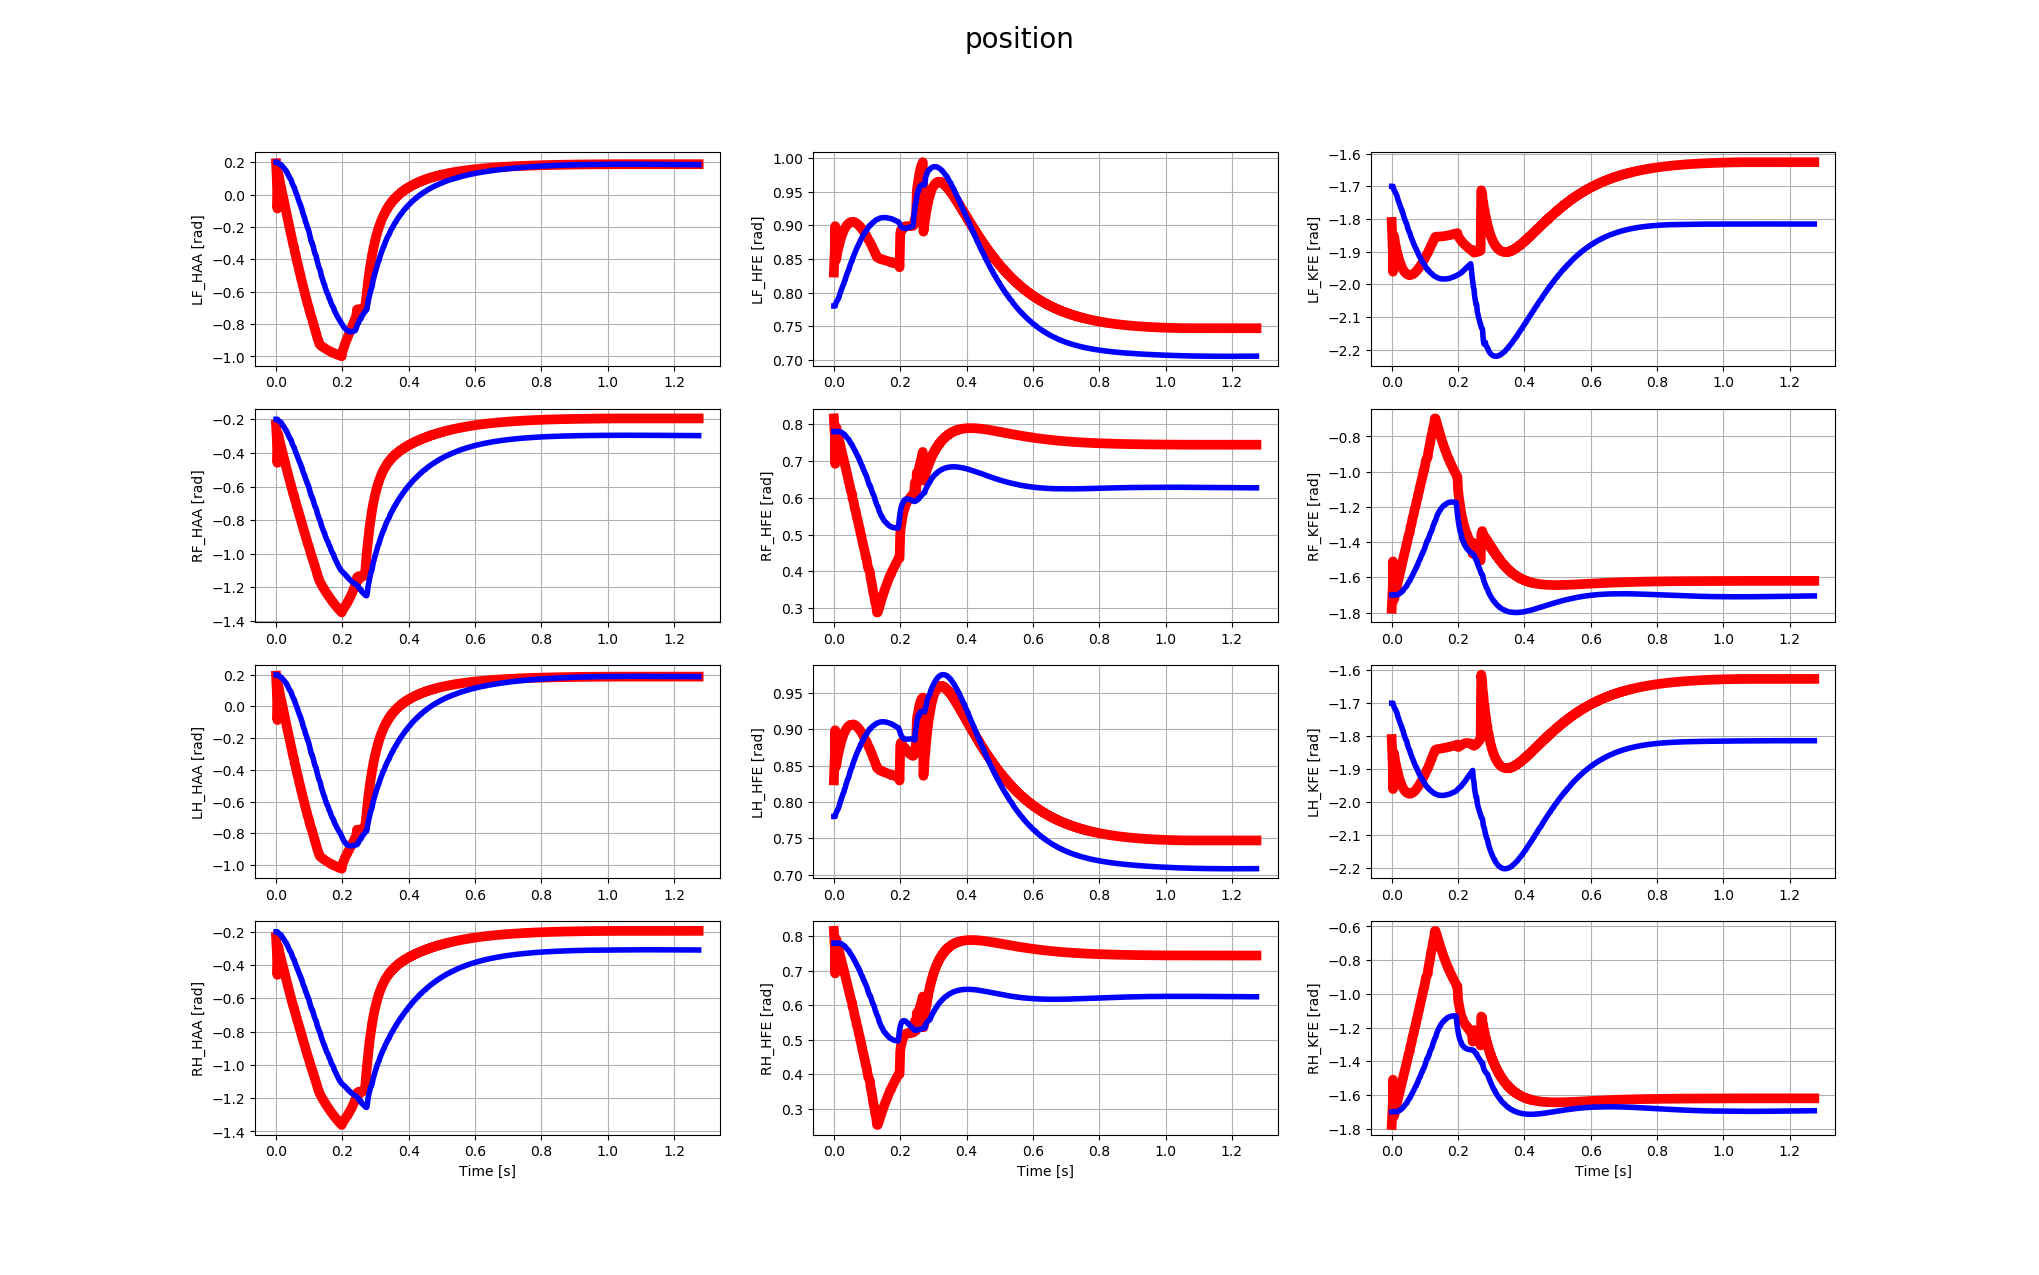 position
LF_HAA [rad]
0.2
0.0
−0.2
−0.4
−0.6
−0.8
−1.0
0.0 0.2 0.4 0.6 0.8 1.0 1.2
LF_HFE [rad]
1.00
0.95
0.90
0.85
0.80
0.75
0.70
0.0 0.2 0.4 0.6 0.8 1.0 1.2
LF_KFE [rad]
−1.6
−1.7
−1.8
−1.9
−2.0
−2.1
−2.2
0.0 0.2 0.4 0.6 0.8 1.0 1.2
RF_HAA [rad]
−0.2
−0.4
−0.6
−0.8
−1.0
−1.2
−1.4
0.0 0.2 0.4 0.6 0.8 1.0 1.2
RF_HFE [rad]
0.8
0.7
0.6
0.5
0.4
0.3
0.0 0.2 0.4 0.6 0.8 1.0 1.2
RF_KFE [rad]
−0.8
−1.0
−1.2
−1.4
−1.6
−1.8
0.0 0.2 0.4 0.6 0.8 1.0 1.2
LH_HAA [rad]
0.2
0.0
−0.2
−0.4
−0.6
−0.8
−1.0
0.0 0.2 0.4 0.6 0.8 1.0 1.2
LH_HFE [rad]
0.95
0.90
0.85
0.80
0.75
0.70
0.0 0.2 0.4 0.6 0.8 1.0 1.2
LH_KFE [rad]
−1.6
−1.7
−1.8
−1.9
−2.0
−2.1
−2.2
0.0 0.2 0.4 0.6 0.8 1.0 1.2
RH_HAA [rad]
−0.2
−0.4
−0.6
−0.8
−1.0
−1.2
−1.4
0.0 0.2 0.4 0.6 0.8 1.0 1.2
Time [s]
RH_HFE [rad]
0.8
0.7
0.6
0.5
0.4
0.3
0.0 0.2 0.4 0.6 0.8 1.0 1.2
Time [s]
RH_KFE [rad]
−0.6
−0.8
−1.0
−1.2
−1.4
−1.6
−1.8
0.0 0.2 0.4 0.6 0.8 1.0 1.2
Time [s]